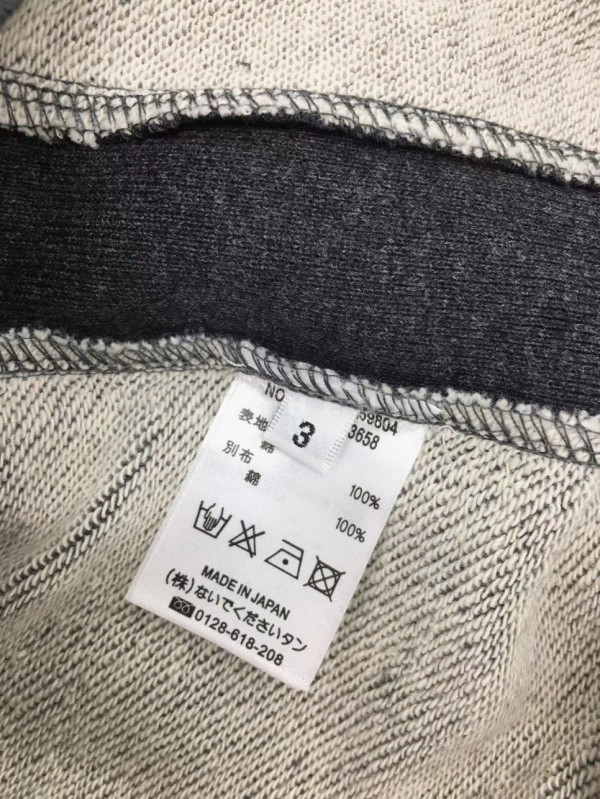 NO 59804
3658
3
表地
綿 100%
別布
綿 100%
MADE IN JAPAN
(株)ないでくださいタン
0128-618-208